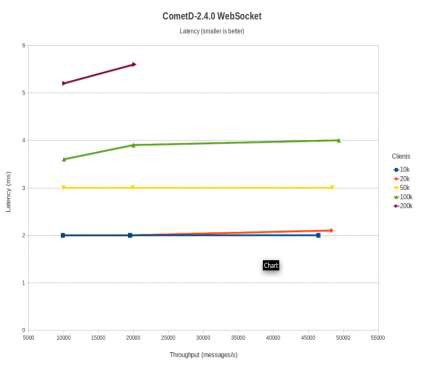 CometD-2.4.0 WebSocket
Latency (smaller is better)
6
5
4
3
2
1
0
Latency (ms)
5000 10000 15000 20000 25000 30000 35000 40000 45000 50000 55000
Throughput (messages/s)
Clients
10k
20k
50k
100k
200k
Chart